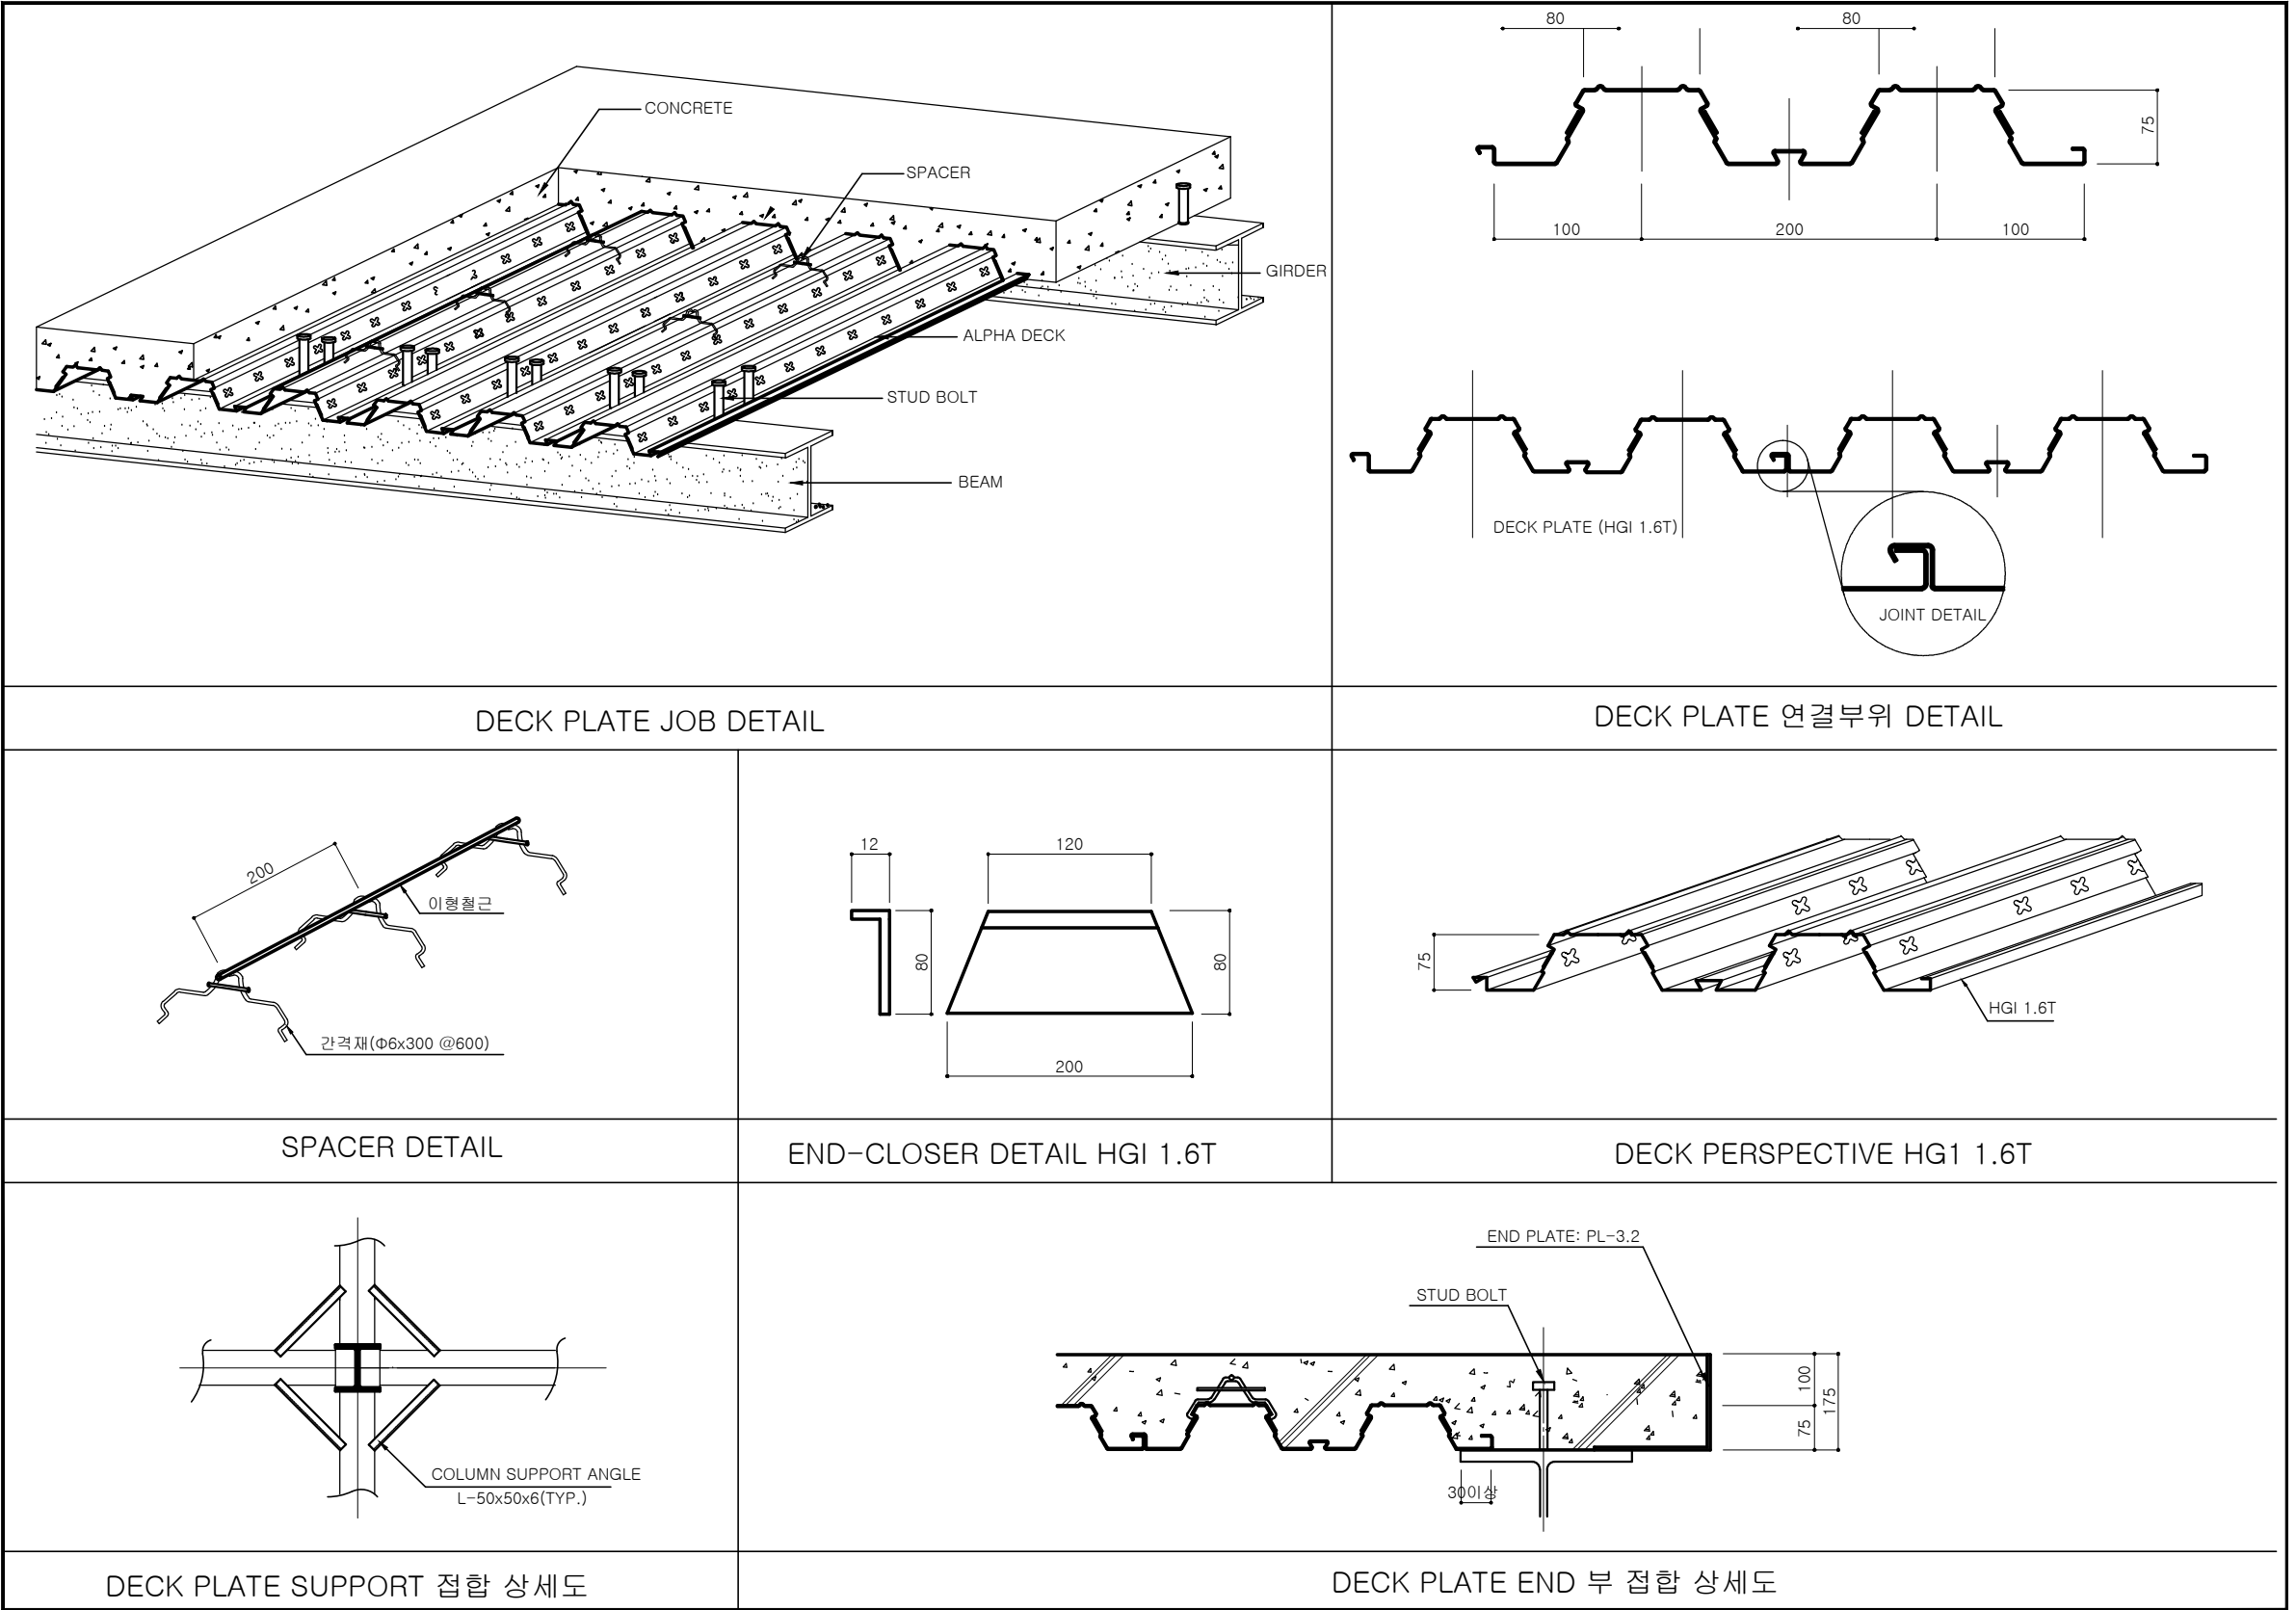 CONCRETE
SPACER
GIRDER
ALPHA DECK
STUD BOLT
BEAM
DECK PLATE JOB DETAIL
80
80
75
100
200
100
DECK PLATE (HGI 1.6T)
JOINT DETAIL
DECK PLATE 연결부위 DETAIL
200
이형철근
간격재(Φ6x300 @600)
SPACER DETAIL
12
120
80
80
200
END-CLOSER DETAIL HGI 1.6T
75
HGI 1.6T
DECK PERSPECTIVE HG1 1.6T
COLUMN SUPPORT ANGLE
L-50x50x6(TYP.)
DECK PLATE SUPPORT 접합 상세도
END PLATE: PL-3.2
STUD BOLT
100
175
75
30이상
DECK PLATE END 부 접합 상세도